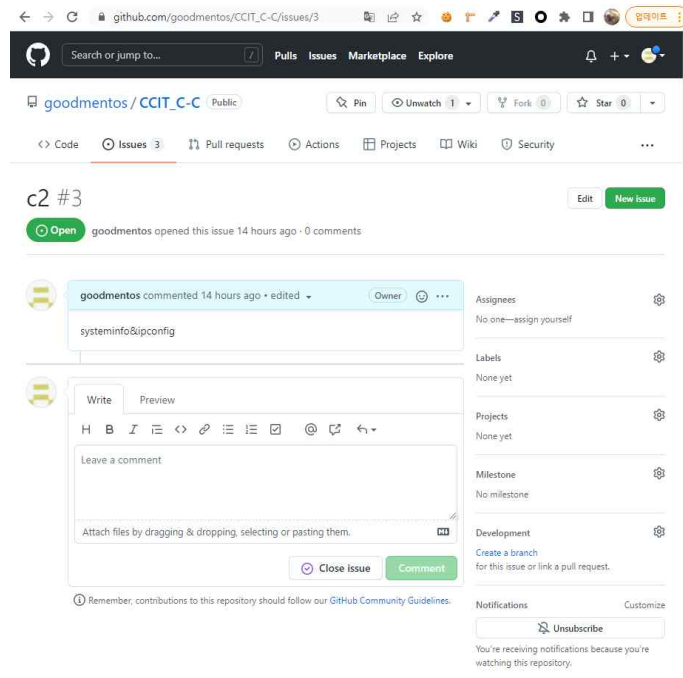 github.com/goodmentos/CCIT_C-C/issues/3
업데이트
Search or jump to... / Pulls Issues Marketplace Explore
goodmentos / CCIT_C-C Public
Pin Unwatch 1 Fork 0 Star 0
Code Issues 3 Pull requests Actions Projects Wiki Security
c2 #3
Edit New issue
Open goodmentos opened this issue 14 hours ago · 0 comments
goodmentos commented 14 hours ago • edited Owner
systeminfo&ipconfig
Write Preview
Leave a comment
Attach files by dragging & dropping, selecting or pasting them.
Close issue Comment
Remember, contributions to this repository should follow our GitHub Community Guidelines.
Assignees
No one—assign yourself
Labels
None yet
Projects
None yet
Milestone
No milestone
Development
Create a branch
for this issue or link a pull request.
Notifications Customize
Unsubscribe
You're receiving notifications because you're
watching this repository.